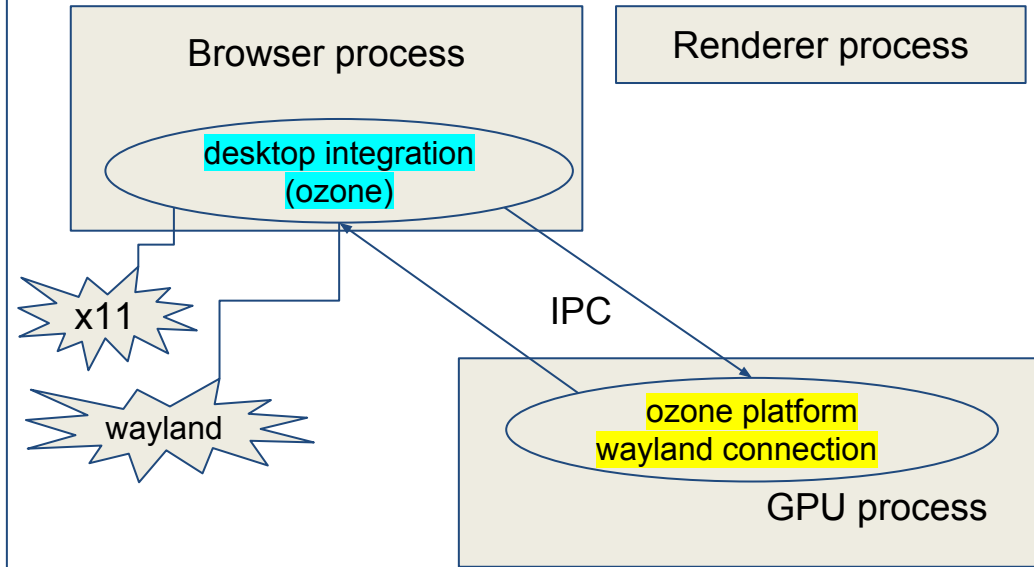 Browser process
Renderer process
desktop integration
(ozone)
x11
IPC
wayland
ozone platform
wayland connection
GPU process